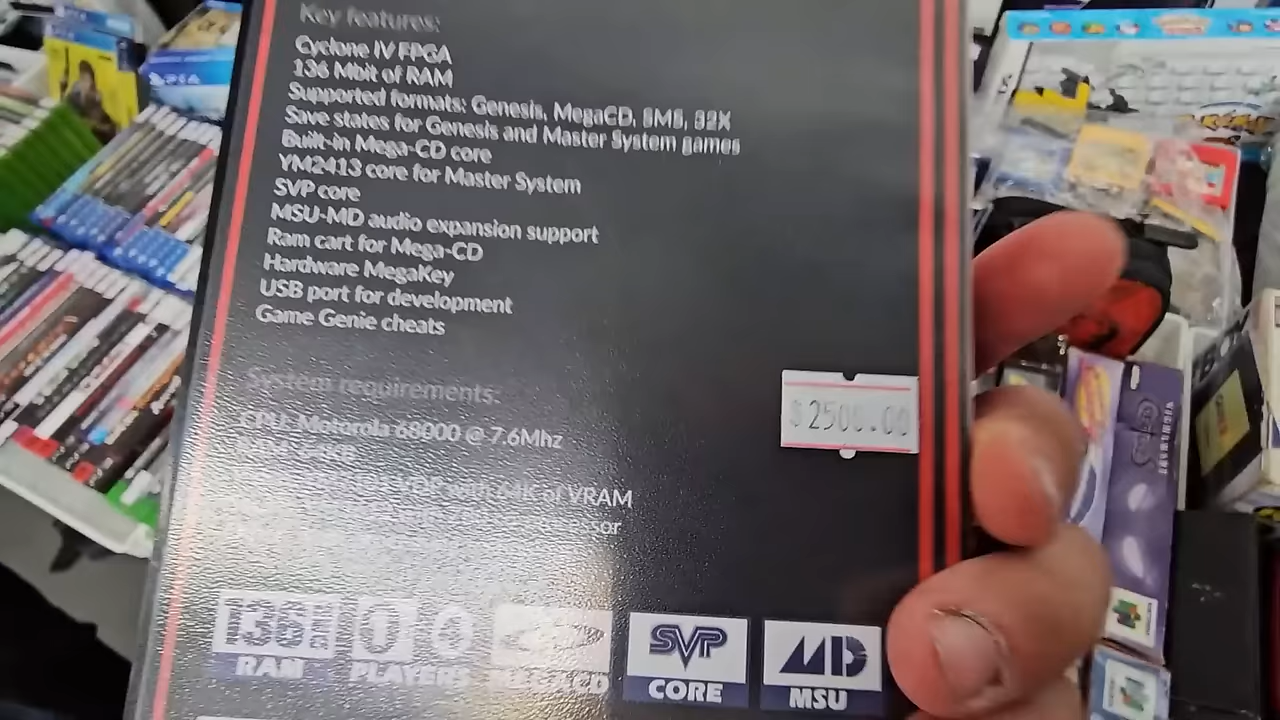 Key features:
Cyclone IV FPGA
136 Mbit of RAM
Supported formats: Genesis, MegaCD, SMS, 32X
Save states for Genesis and Master System games
Built-in Mega-CD core
YM2413 core for Master System
SVP core
MSU-MD audio expansion support
Ram cart for Mega-CD
Hardware MegaKey
USB port for development
Game Genie cheats
System requirements:
CPU: Motorola 68000 @ 7.6Mhz
VDP with 64K of VRAM
$2500.00
136
RAM
PLAYERS
SVP
CORE
MD
MSU